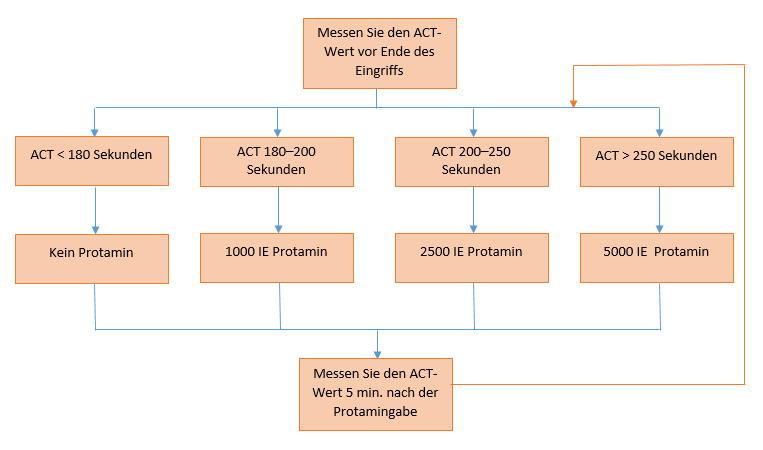 Messen Sie den ACT-
Wert vor Ende des
Eingriffs
ACT < 180 Sekunden
ACT 180–200
Sekunden
ACT 200–250
Sekunden
ACT > 250 Sekunden
Kein Protamin
1000 IE Protamin
2500 IE Protamin
5000 IE  Protamin
Messen Sie den ACT-
Wert 5 min. nach der
Protamingabe